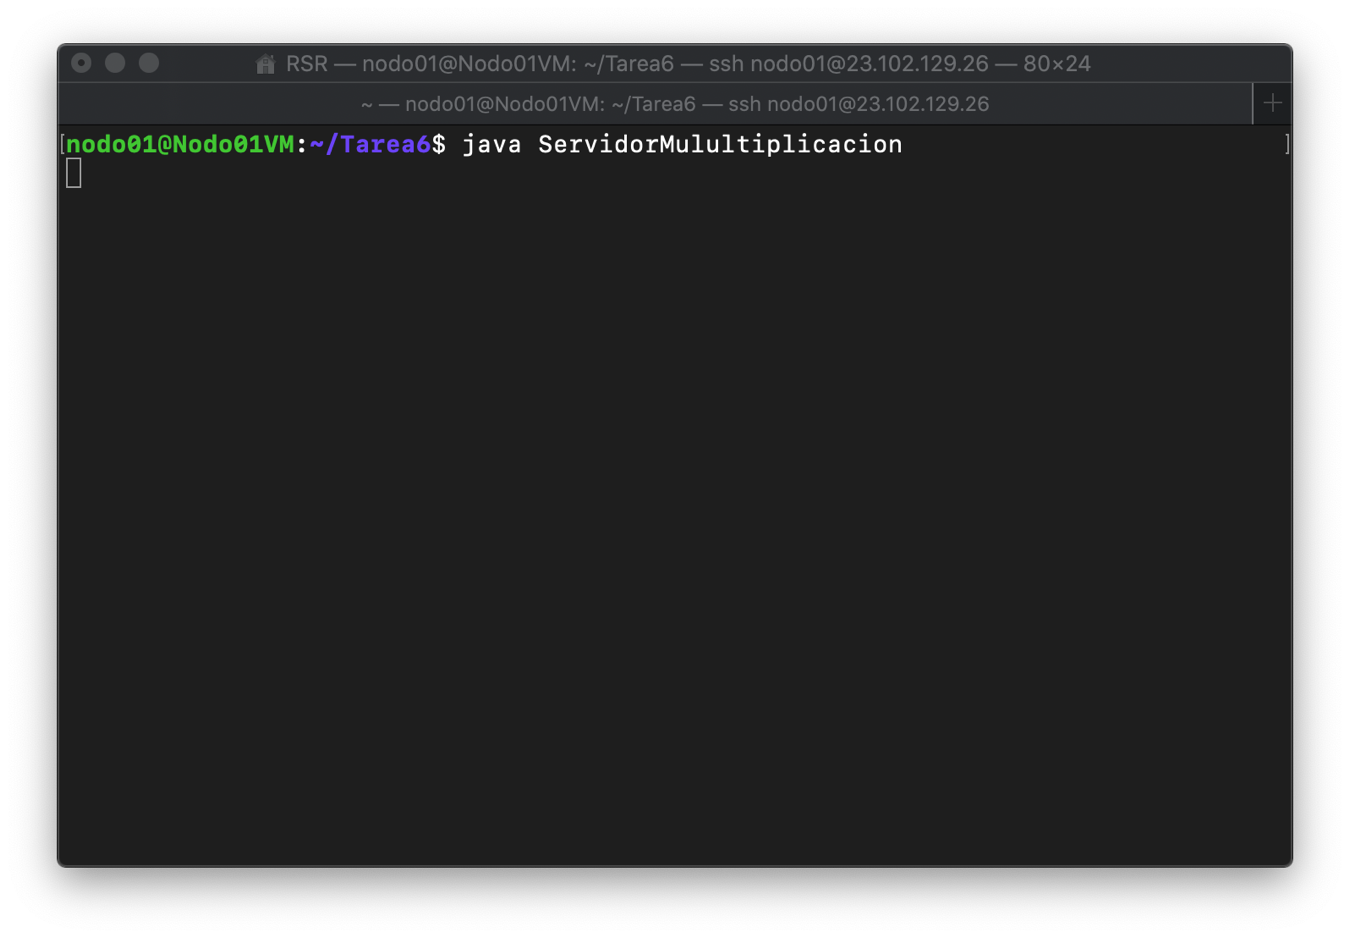 RSR — nodo01@Nodo01VM: ~/Tarea6 — ssh nodo01@23.102.129.26 — 80×24
~ — nodo01@Nodo01VM: ~/Tarea6 — ssh nodo01@23.102.129.26 +
[nodo01@Nodo01VM:~/Tarea6$ java ServidorMulultiplicacion ]